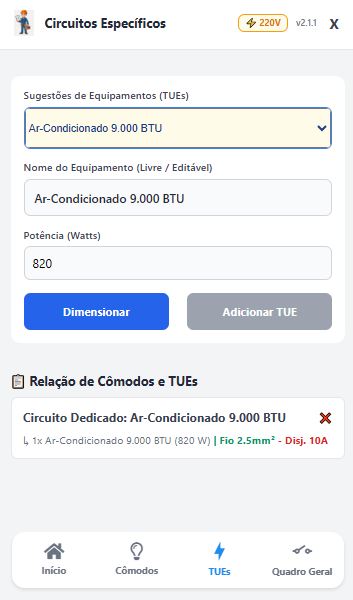 Circuitos Específicos
220V
v2.1.1
X
Sugestões de Equipamentos (TUEs)
Ar-Condicionado 9.000 BTU
Nome do Equipamento (Livre / Editável)
Ar-Condicionado 9.000 BTU
Potência (Watts)
820
Dimensionar
Adicionar TUE
Relação de Cômodos e TUEs
Circuito Dedicado: Ar-Condicionado 9.000 BTU
↳ 1x Ar-Condicionado 9.000 BTU (820 W) | Fio 2.5mm² - Disj. 10A
Início
Cômodos
TUEs
Quadro Geral